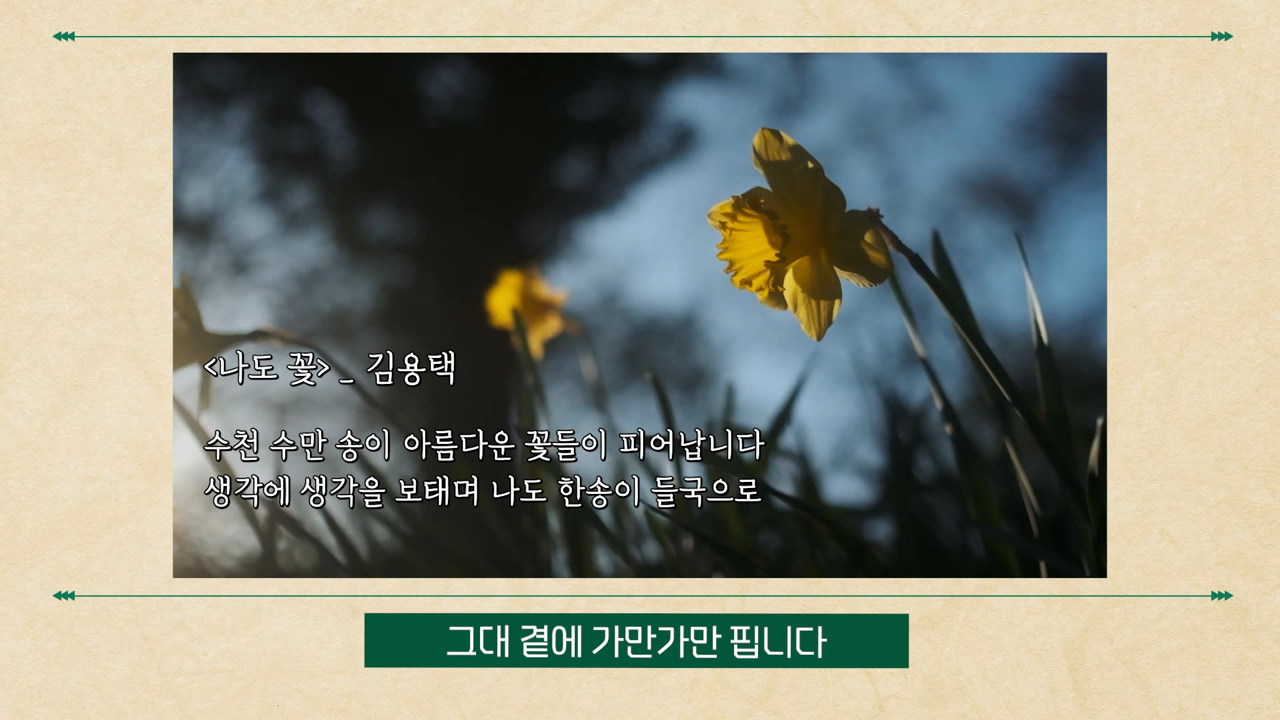 <나도 꽃> _ 김용택
수천 수만 송이 아름다운 꽃들이 피어납니다
생각에 생각을 보태며 나도 한송이 들국으로
그대 곁에 가만가만 핍니다